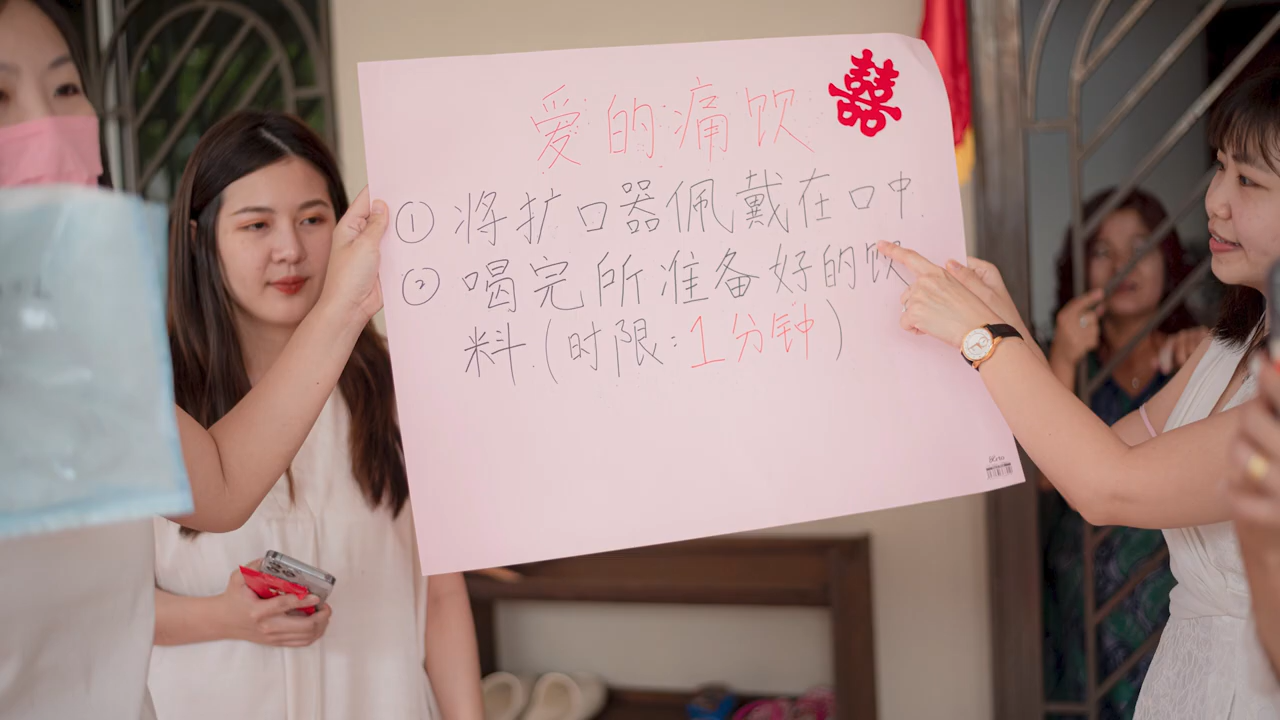 爱的痛饮
囍
① 将扩口器佩戴在口中.
② 喝完所准备好的饮
料.(时限:1分钟)